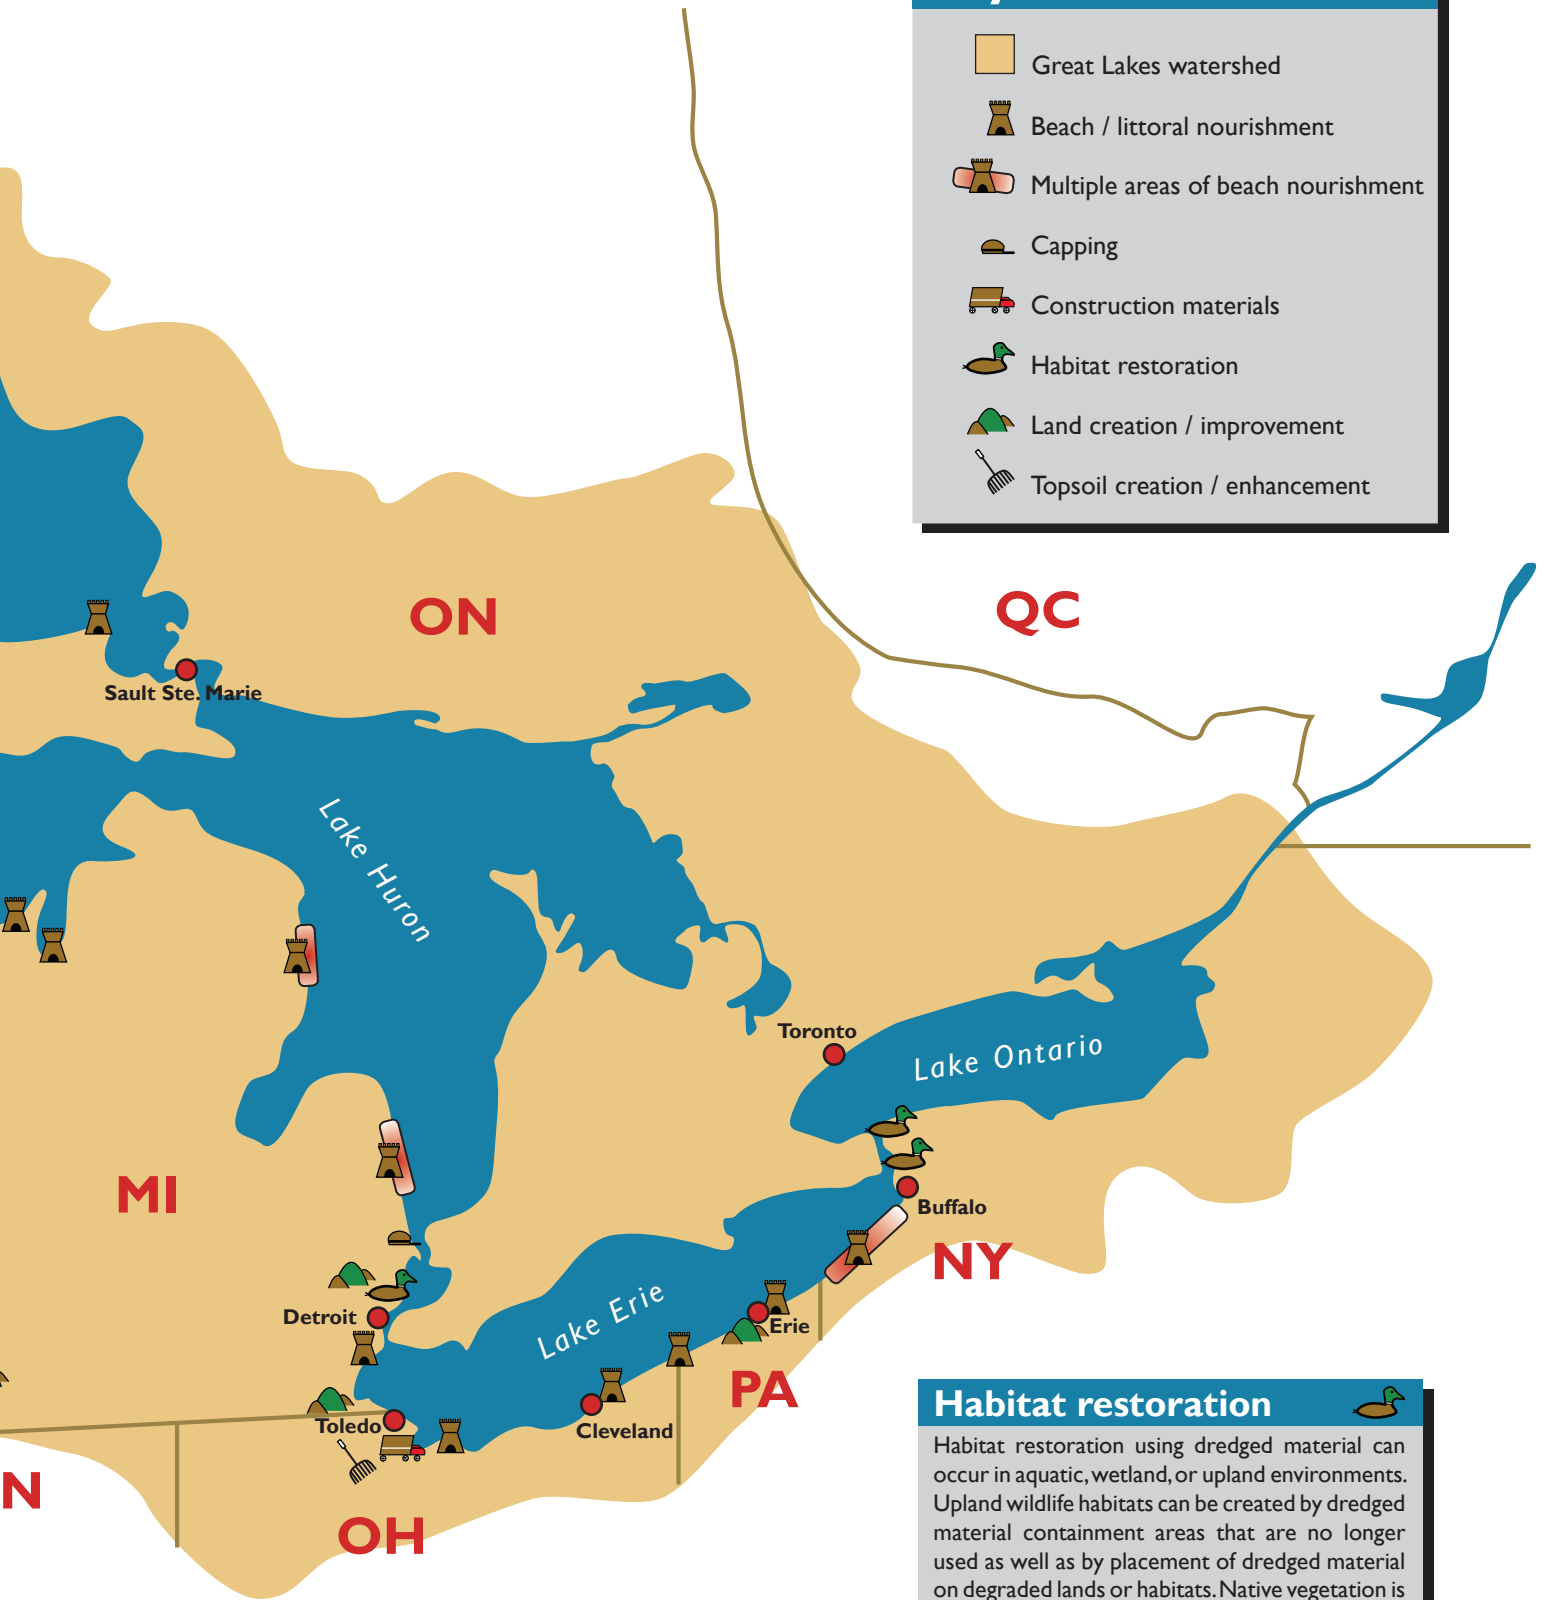 Great Lakes watershed
Beach / littoral nourishment
Multiple areas of beach nourishment
Capping
Construction materials
Habitat restoration
Land creation / improvement
Topsoil creation / enhancement
ON
QC
Sault Ste. Marie
Lake Huron
Toronto
Lake Ontario
MI
Buffalo
NY
Detroit
Lake Erie
Erie
PA
Toledo
Cleveland
N
OH
Habitat restoration
Habitat restoration using dredged material can
occur in aquatic, wetland, or upland environments.
Upland wildlife habitats can be created by dredged
material containment areas that are no longer
used as well as by placement of dredged material
on degraded lands or habitats. Native vegetation is